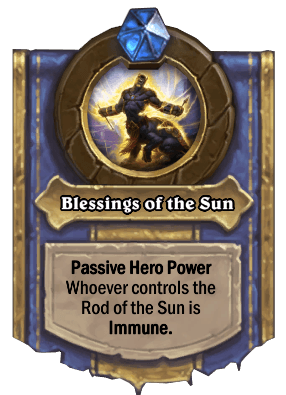 Blessings of the Sun
Passive Hero Power
Whoever controls the
Rod of the Sun is
Immune.